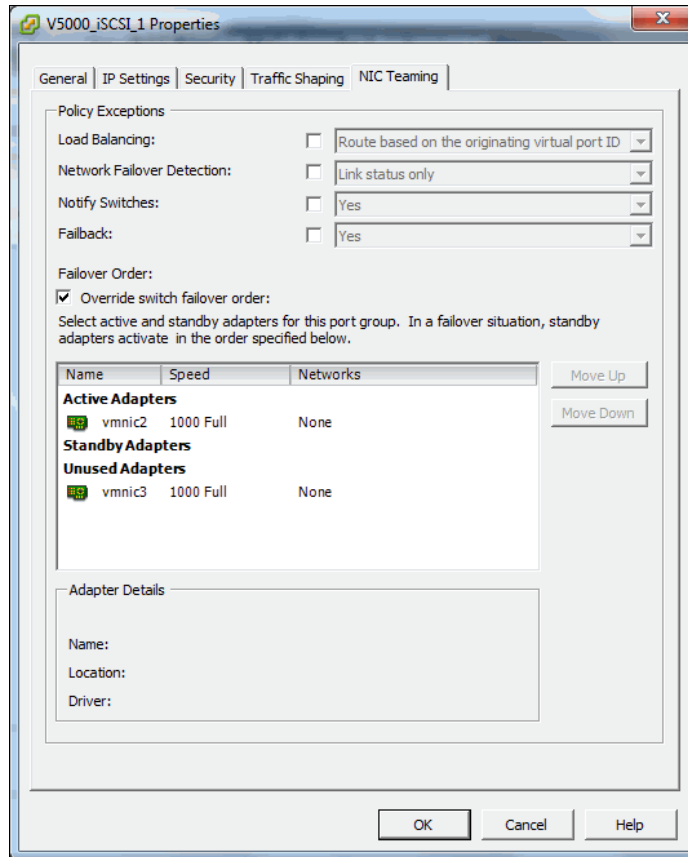 V5000_iSCSI_1 Properties
General IP Settings Security Traffic Shaping NIC Teaming
Policy Exceptions
Load Balancing: Route based on the originating virtual port ID
Network Failover Detection: Link status only
Notify Switches: Yes
Failback: Yes
Failover Order:
Override switch failover order:
Select active and standby adapters for this port group. In a failover situation, standby
adapters activate in the order specified below.
Name Speed Networks
Move Up
Active Adapters
Move Down
vmnic2 1000 Full None
Standby Adapters
Unused Adapters
vmnic3 1000 Full None
Adapter Details
Name:
Location:
Driver:
OK Cancel Help